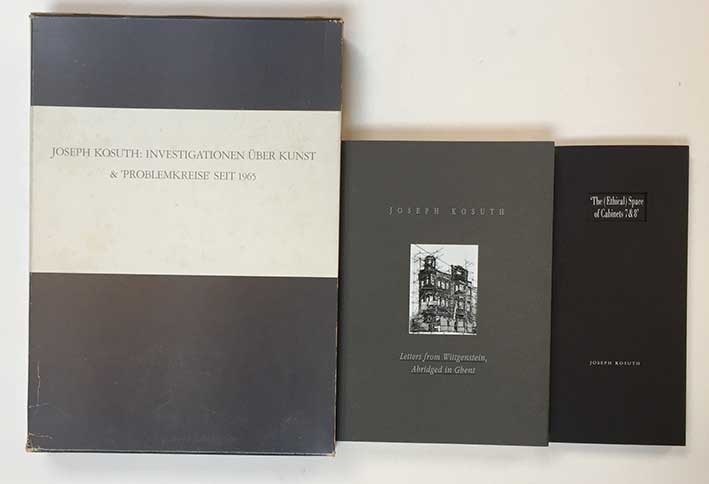 JOSEPH KOSUTH: INVESTIGATIONEN ÜBER KUNST
& 'PROBLEMKREISE' SEIT 1965
JOSEPH KOSUTH
Letters from Wittgenstein,
Abridged in Ghent
'The (Ethical) Space
of Cabinets 7 & 8'
JOSEPH KOSUTH